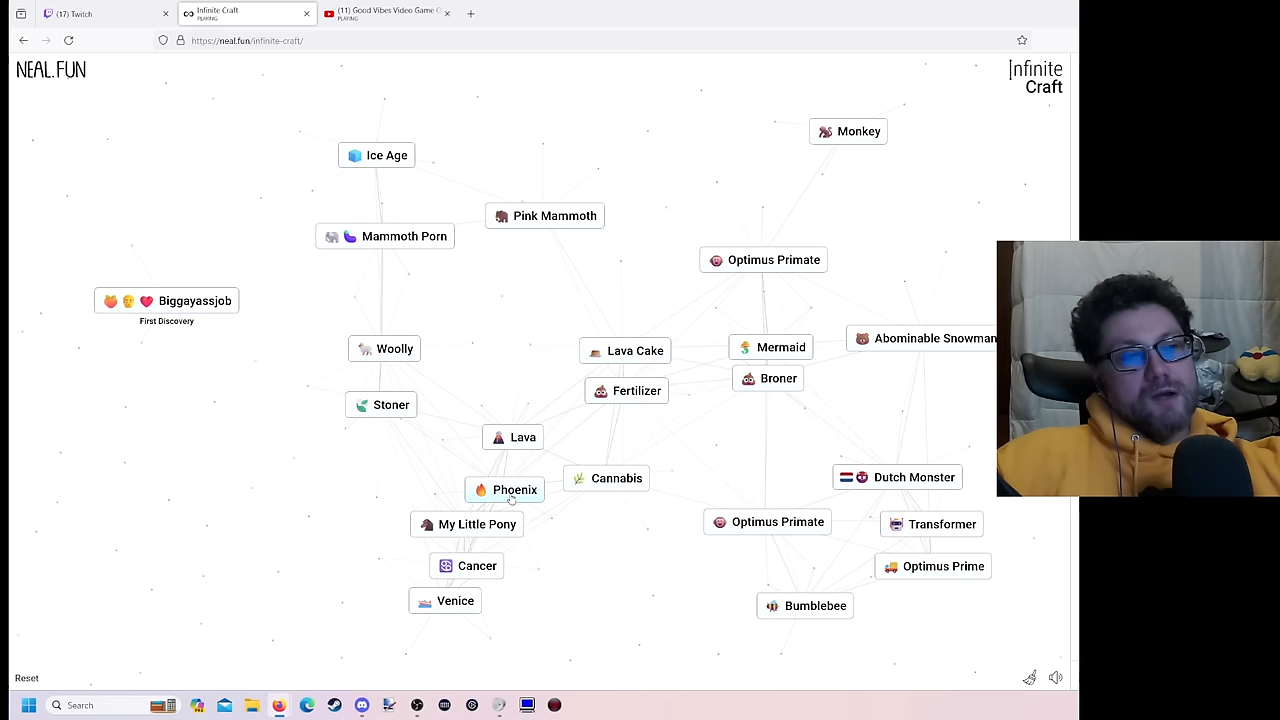 (17) Twitch
Infinite Craft
PLAYING
(11) Good Vibes Video Game
PLAYING
https://neal.fun/infinite-craft/
NEAL.FUN
Infinite
Craft
Monkey
Ice Age
Pink Mammoth
Mammoth Porn
Optimus Primate
Biggayassjob
First Discovery
Woolly
Lava Cake
Mermaid
Abominable Snowman
Broner
Fertilizer
Stoner
Lava
Cannabis
Dutch Monster
Phoenix
My Little Pony
Optimus Primate
Transformer
Cancer
Optimus Prime
Venice
Bumblebee
Reset
Search